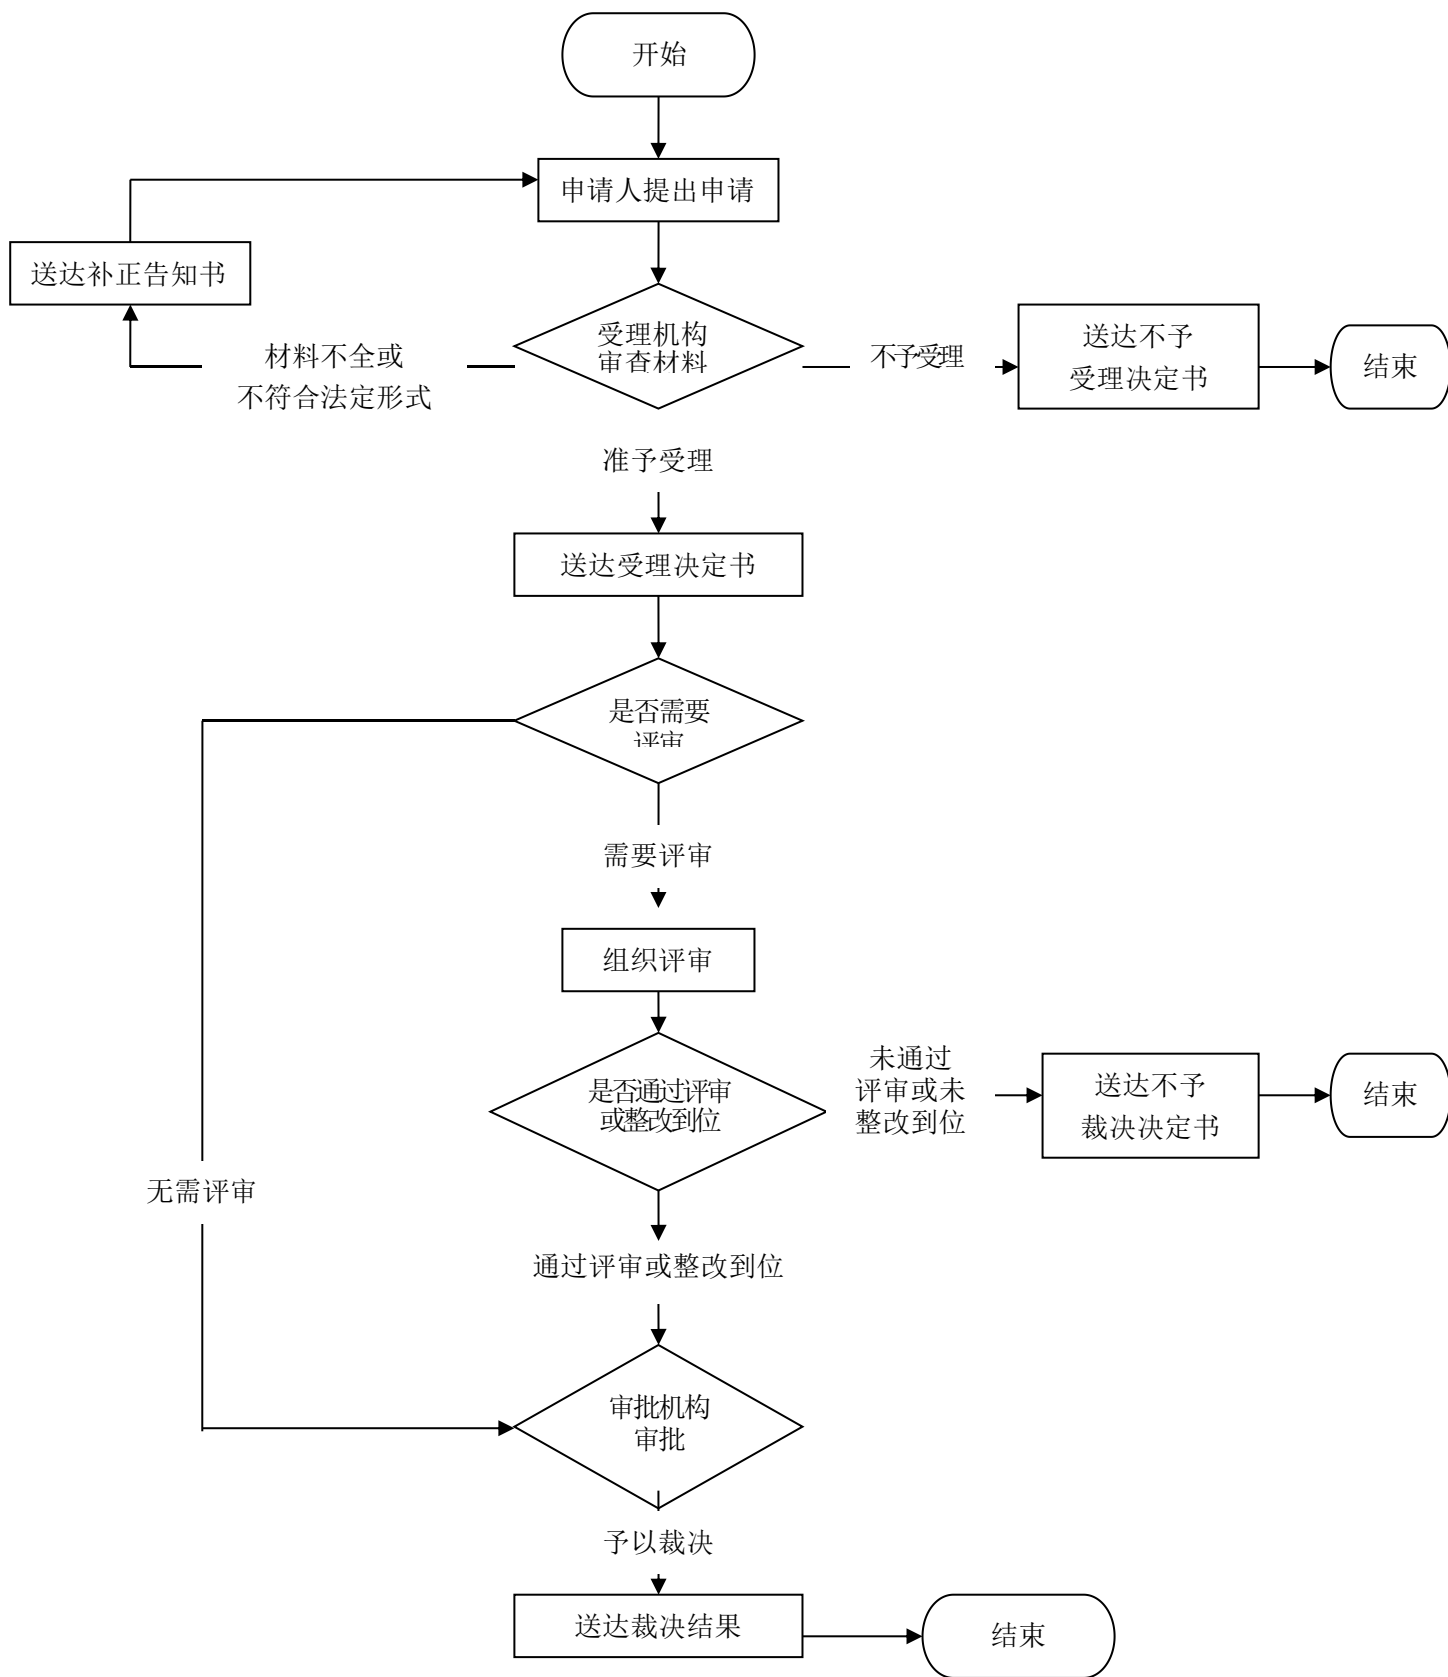 开始
申请人提出申请
送达补正告知书
受理机构
审查材料
材料不全或
不符合法定形式
不予受理
送达不予
受理决定书
结束
准予受理
送达受理决定书
是否需要
评审
需要评审
组织评审
是否通过评审
或整改到位
未通过
评审或未
整改到位
送达不予
裁决决定书
结束
无需评审
通过评审或整改到位
审批机构
审批
予以裁决
送达裁决结果
结束